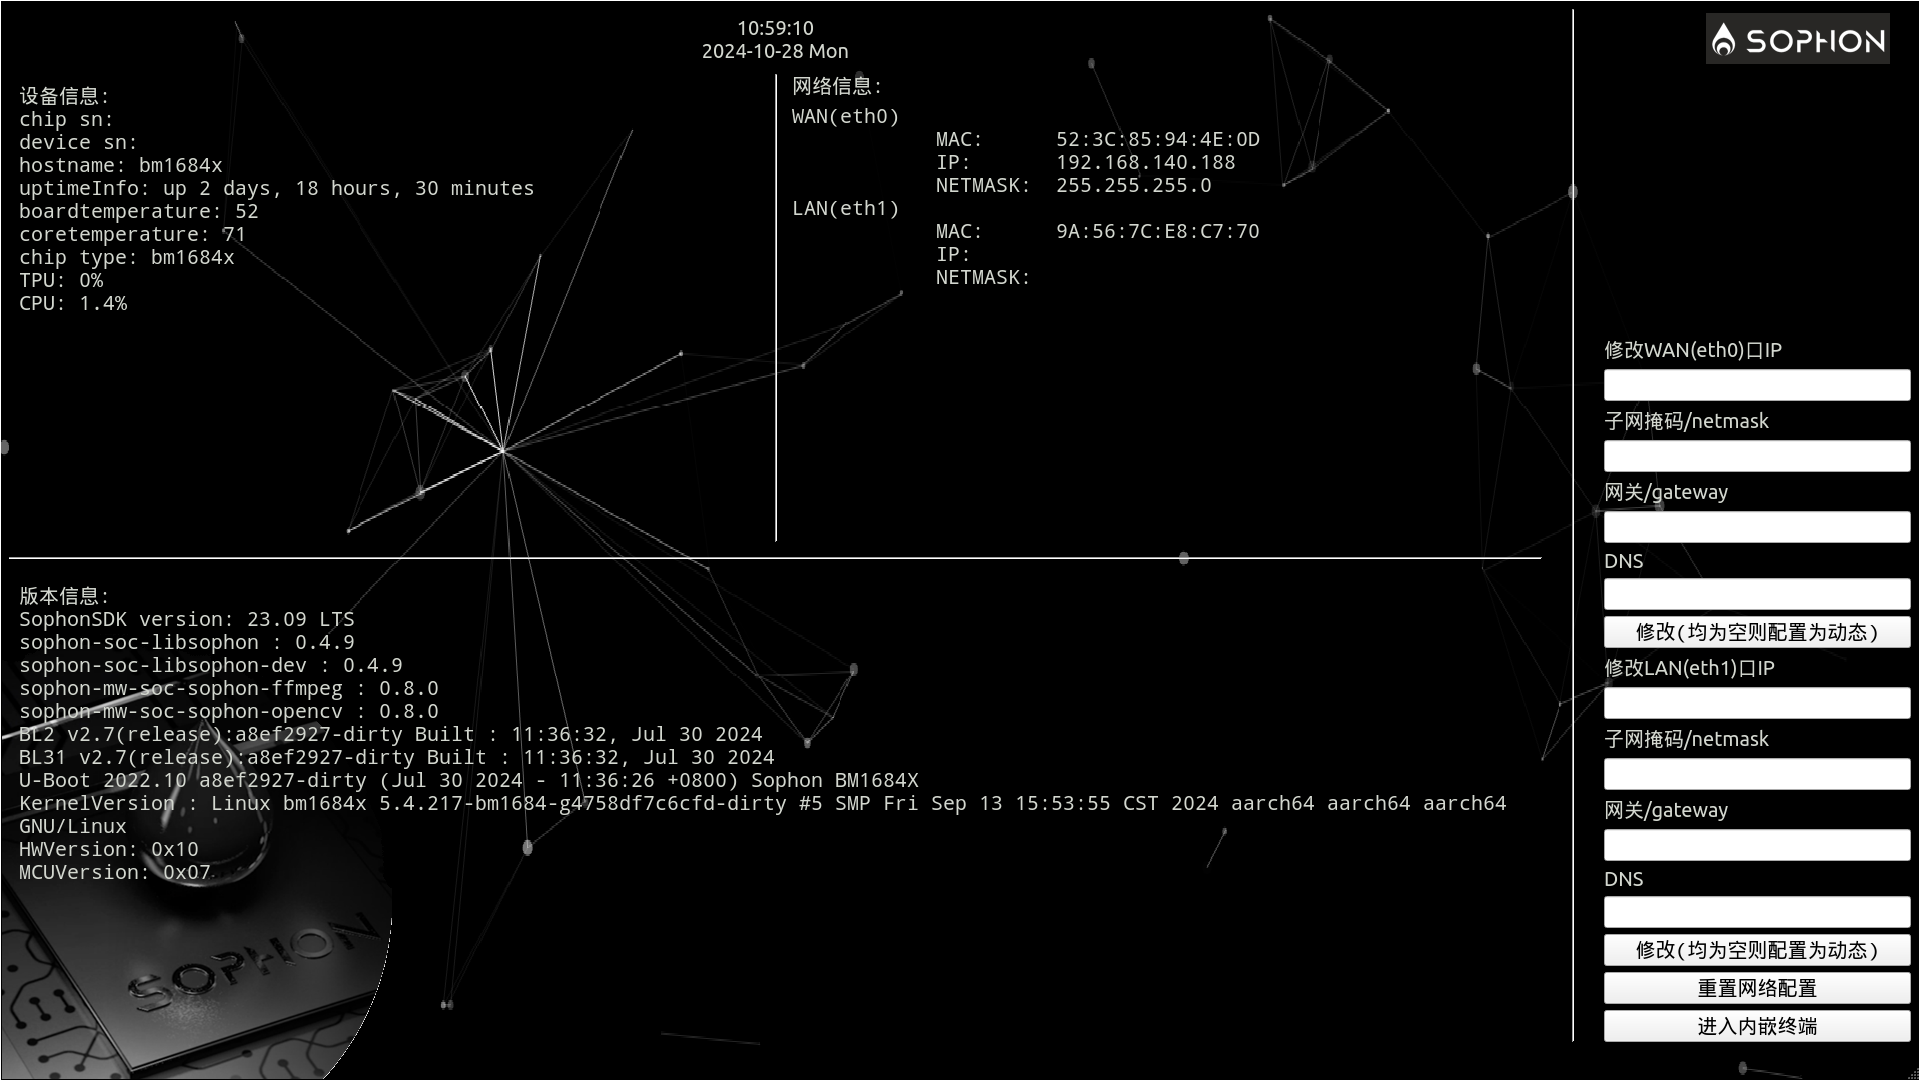 10:59:10
2024-10-28 Mon
设备信息:
chip sn:
device sn:
hostname: bm1684x
uptimeInfo: up 2 days, 18 hours, 30 minutes
boardtemperature: 52
coretemperature: 71
chip type: bm1684x
TPU: 0%
CPU: 1.4%
网络信息:
WAN(eth0)
MAC: 52:3C:85:94:4E:0D
IP: 192.168.140.188
NETMASK: 255.255.255.0
LAN(eth1)
MAC: 9A:56:7C:E8:C7:70
IP:
NETMASK:
版本信息:
SophonSDK version: 23.09 LTS
sophon-soc-libsophon : 0.4.9
sophon-soc-libsophon-dev : 0.4.9
sophon-mw-soc-sophon-ffmpeg : 0.8.0
sophon-mw-soc-sophon-opencv : 0.8.0
BL2 v2.7(release):a8ef2927-dirty Built : 11:36:32, Jul 30 2024
BL31 v2.7(release):a8ef2927-dirty Built : 11:36:32, Jul 30 2024
U-Boot 2022.10 a8ef2927-dirty (Jul 30 2024 - 11:36:26 +0800) Sophon BM1684X
KernelVersion : Linux bm1684x 5.4.217-bm1684-g4758df7c6cfd-dirty #5 SMP Fri Sep 13 15:53:55 CST 2024 aarch64 aarch64 aarch64
GNU/Linux
HWVersion: 0x10
MCUVersion: 0x07
SOPHON
SOPHON
修改WAN(eth0)口IP
子网掩码/netmask
网关/gateway
DNS
修改(均为空则配置为动态)
修改LAN(eth1)口IP
子网掩码/netmask
网关/gateway
DNS
修改(均为空则配置为动态)
重置网络配置
进入内嵌终端